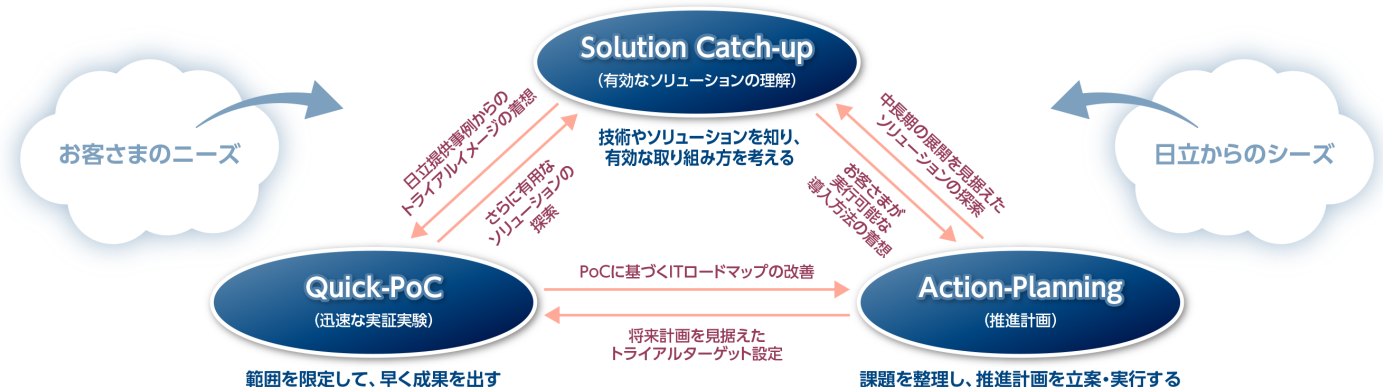 Solution Catch-up
（有効なソリューションの理解）
技術やソリューションを知り、
有効な取り組み方を考える
お客さまのニーズ
日立からのシーズ
日立提供事例からの
トライアルイメージの着想
さらに有用な
ソリューションの
探索
中長期の展開を見据えた
ソリューションの探索
お客さまが
実行可能な
導入方法の着想
Quick-PoC
（迅速な実証実験）
範囲を限定して、早く成果を出す
PoCに基づくITロードマップの改善
将来計画を見据えた
トライアルターゲット設定
Action-Planning
（推進計画）
課題を整理し、推進計画を立案・実行する